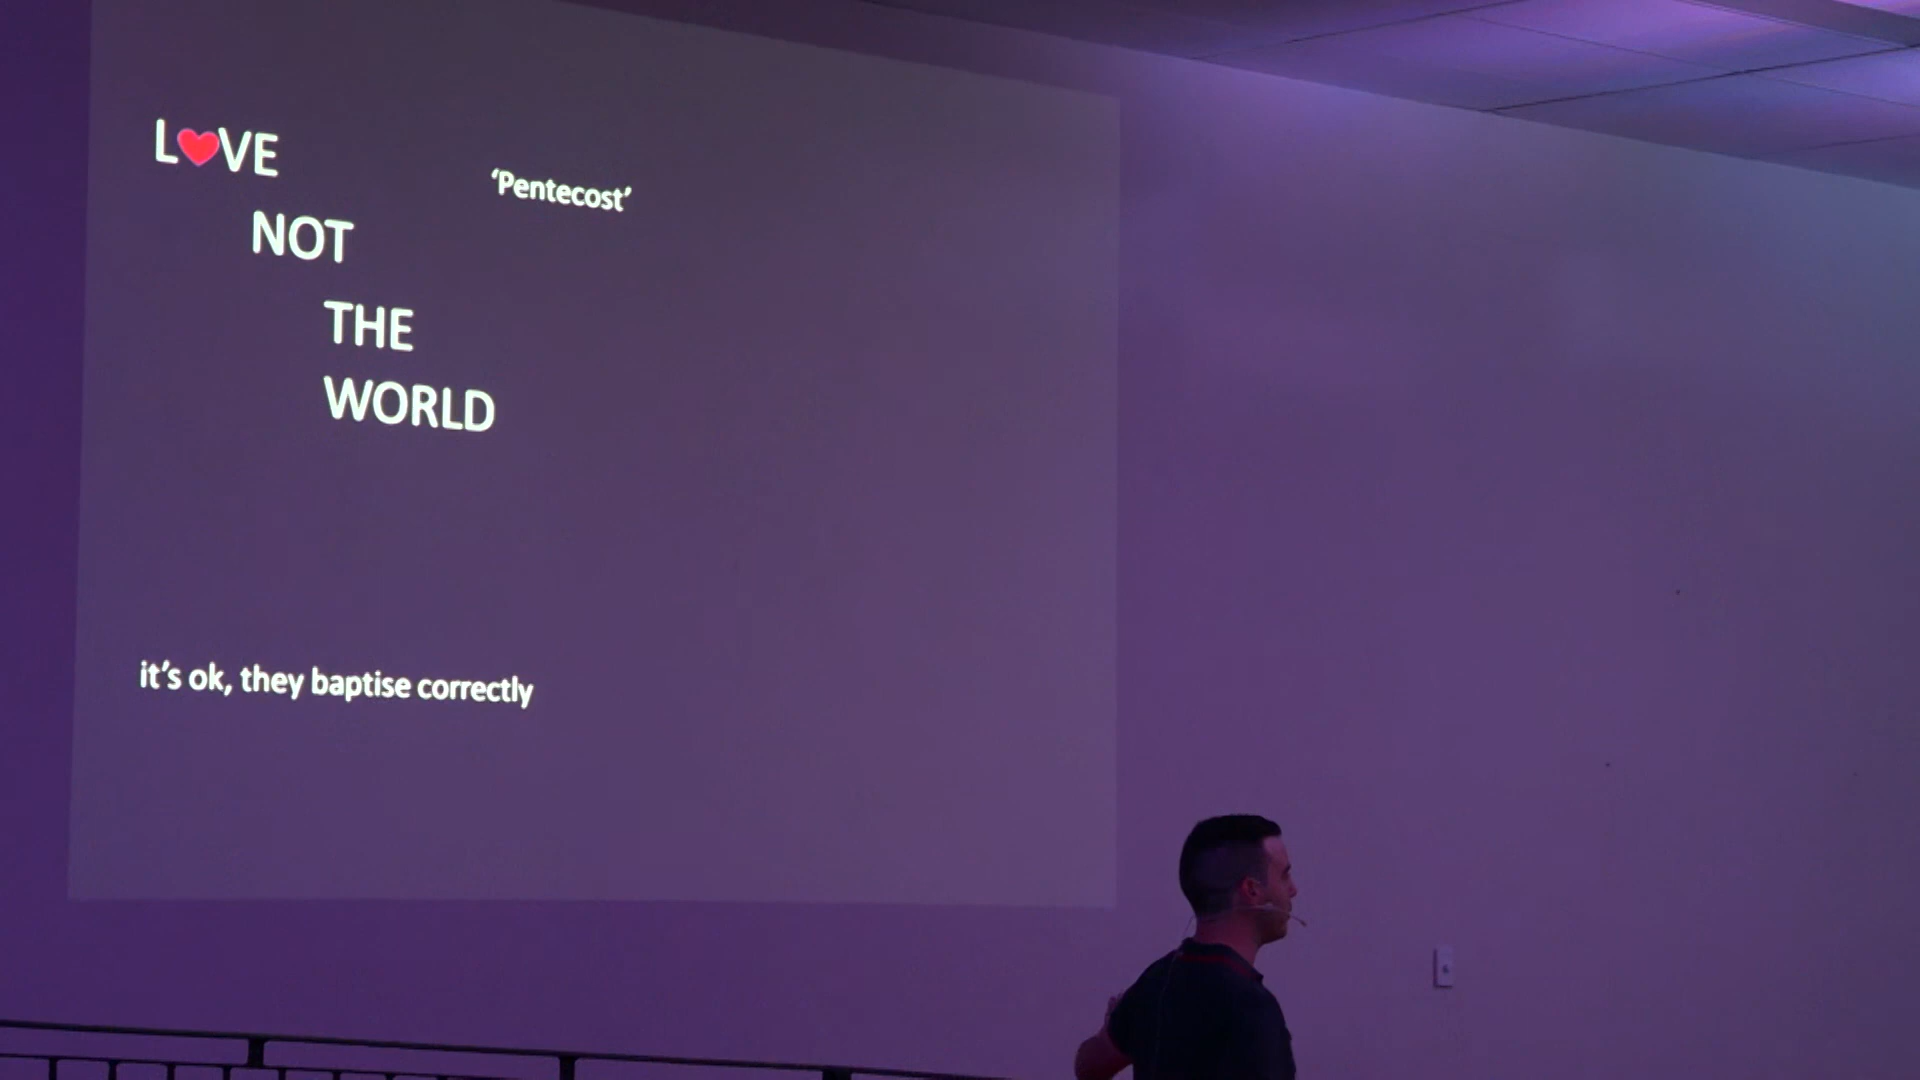 L❤VE
NOT
THE
WORLD
‘Pentecost’
it’s ok, they baptise correctly